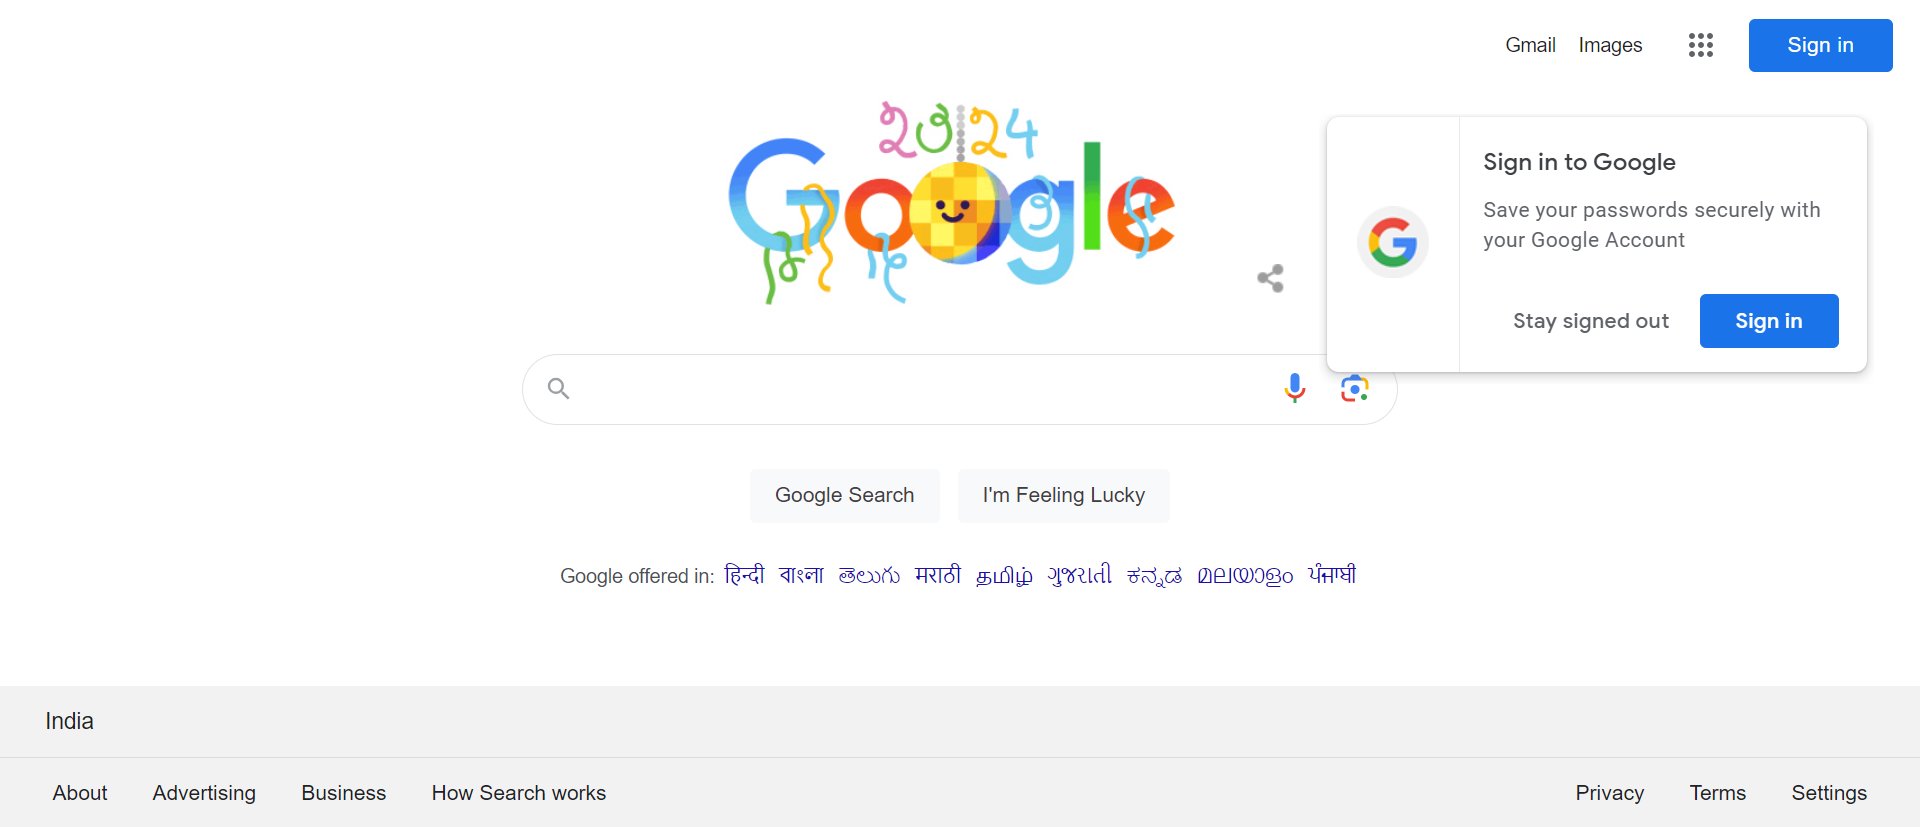 Gmail Images Sign in
2024
Google
Sign in to Google
Save your passwords securely with
your Google Account
Stay signed out Sign in
Google Search I'm Feeling Lucky
Google offered in: हिन्दी বাংলা తెలుగు मराठी தமிழ் ગુજરાતી ಕನ್ನಡ മലയാളം ਪੰਜਾਬੀ
India
About Advertising Business How Search works Privacy Terms Settings